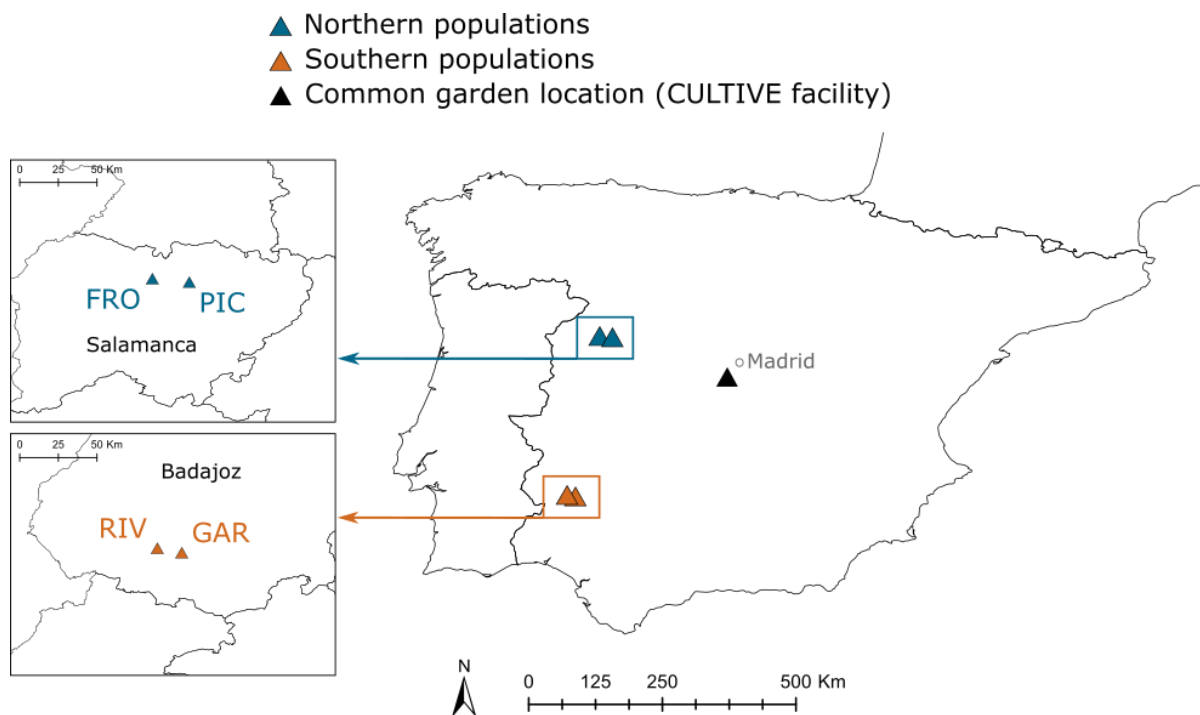 Northern populations
Southern populations
Common garden location (CULTIVE facility)
0 25 50 Km
FRO
PIC
Salamanca
0 25 50 Km
Badajoz
RIV
GAR
Madrid
N
0 125 250 500 Km